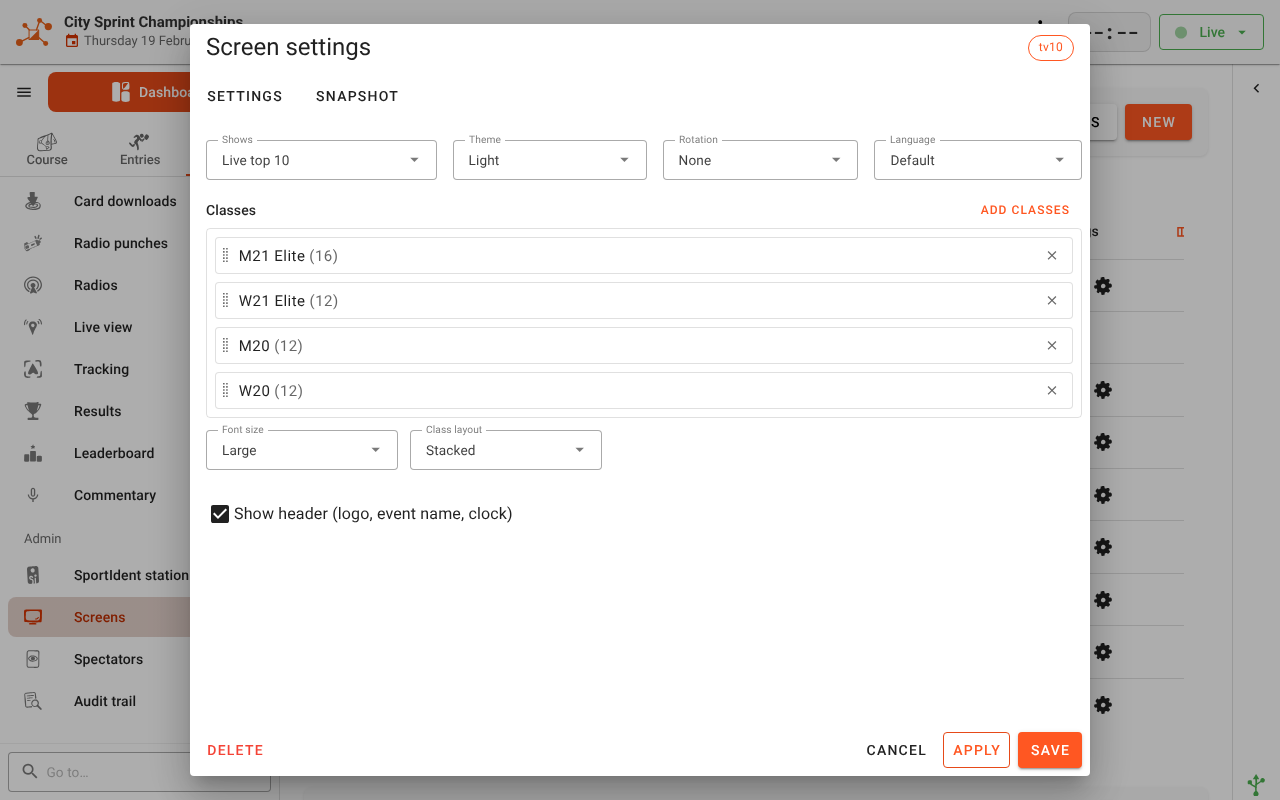 City Sprint Championships
Thursday 19 Febru
--:--
Live
Dashboa
Course
Entries
Card downloads
Radio punches
Radios
Live view
Tracking
Results
Leaderboard
Commentary
Admin
SportIdent station
Screens
Spectators
Audit trail
Go to…
S
NEW
Screen settings
tv10
SETTINGS
SNAPSHOT
Shows
Live top 10
Theme
Light
Rotation
None
Language
Default
Classes
ADD CLASSES
M21 Elite (16)
W21 Elite (12)
M20 (12)
W20 (12)
Font size
Large
Class layout
Stacked
Show header (logo, event name, clock)
DELETE
CANCEL
APPLY
SAVE